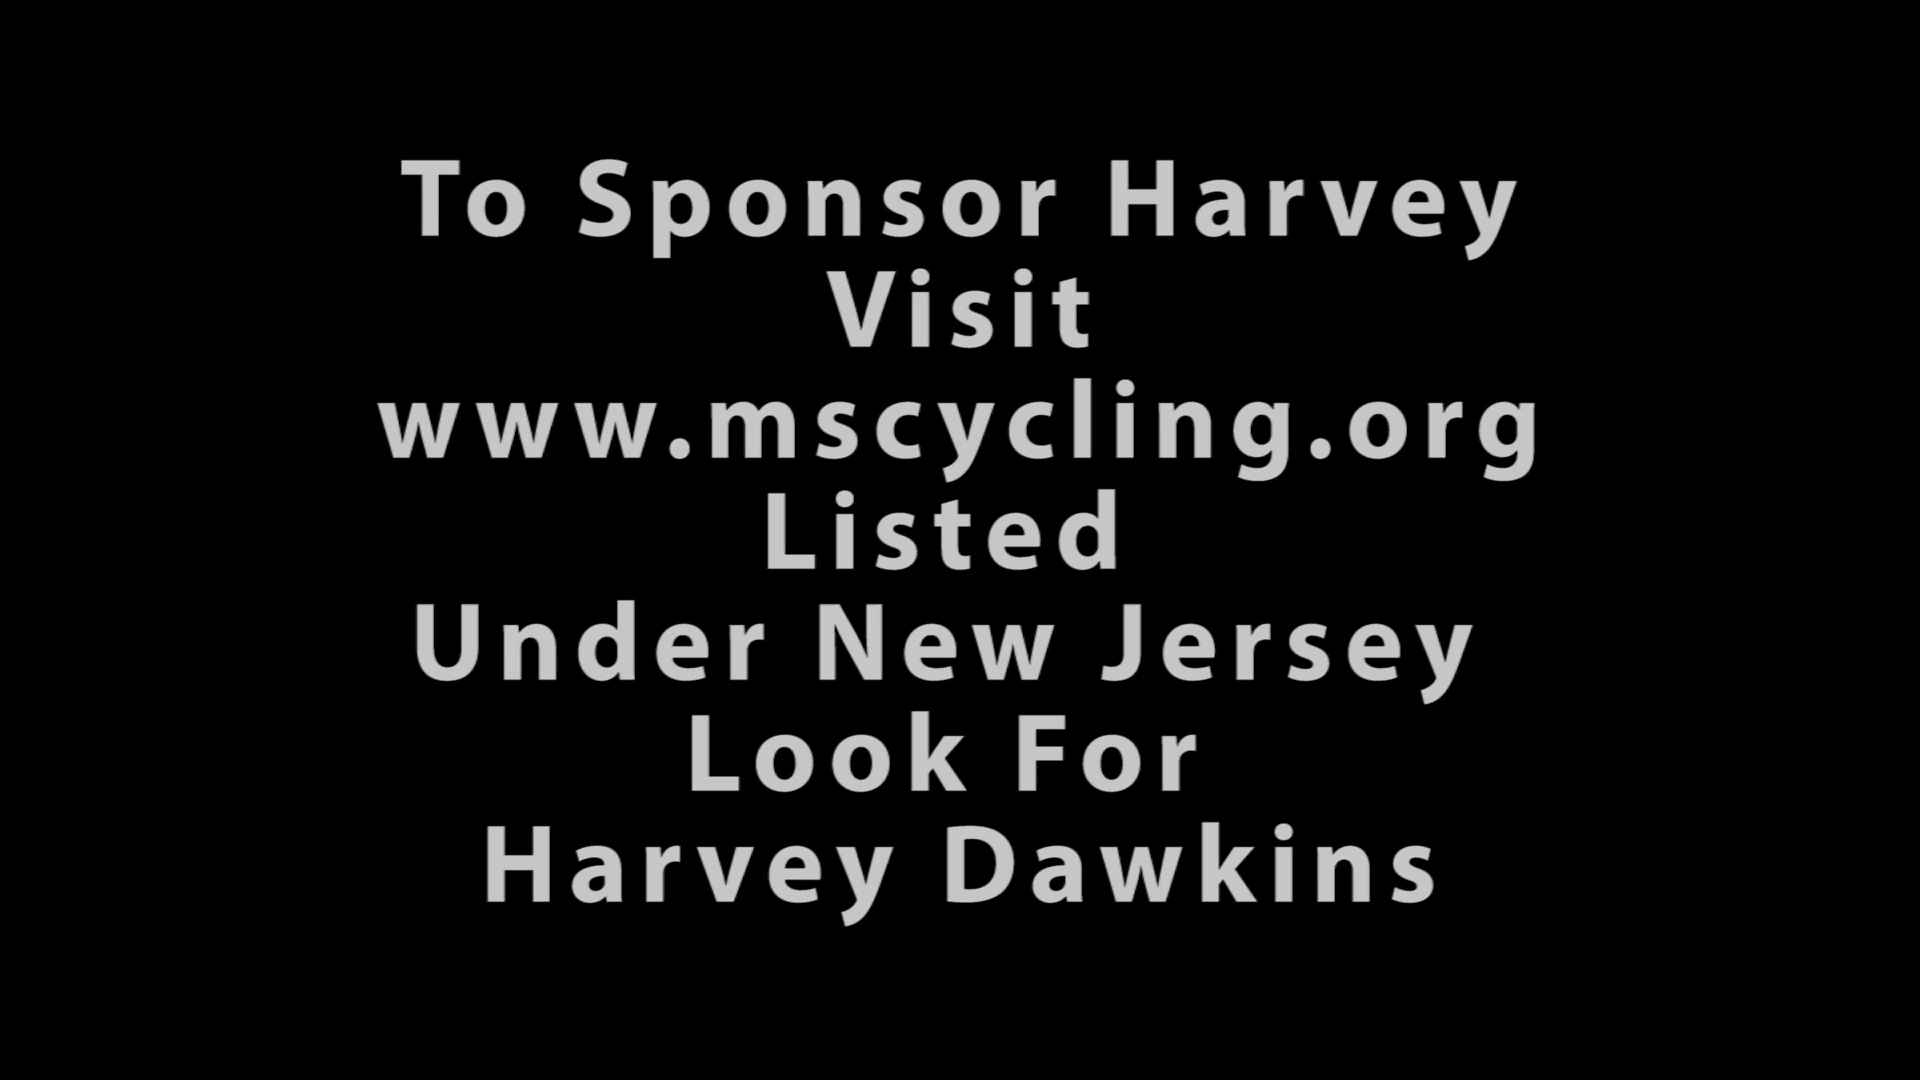 To Sponsor Harvey
Visit
www.mscycling.org
Listed
Under New Jersey
Look For
Harvey Dawkins